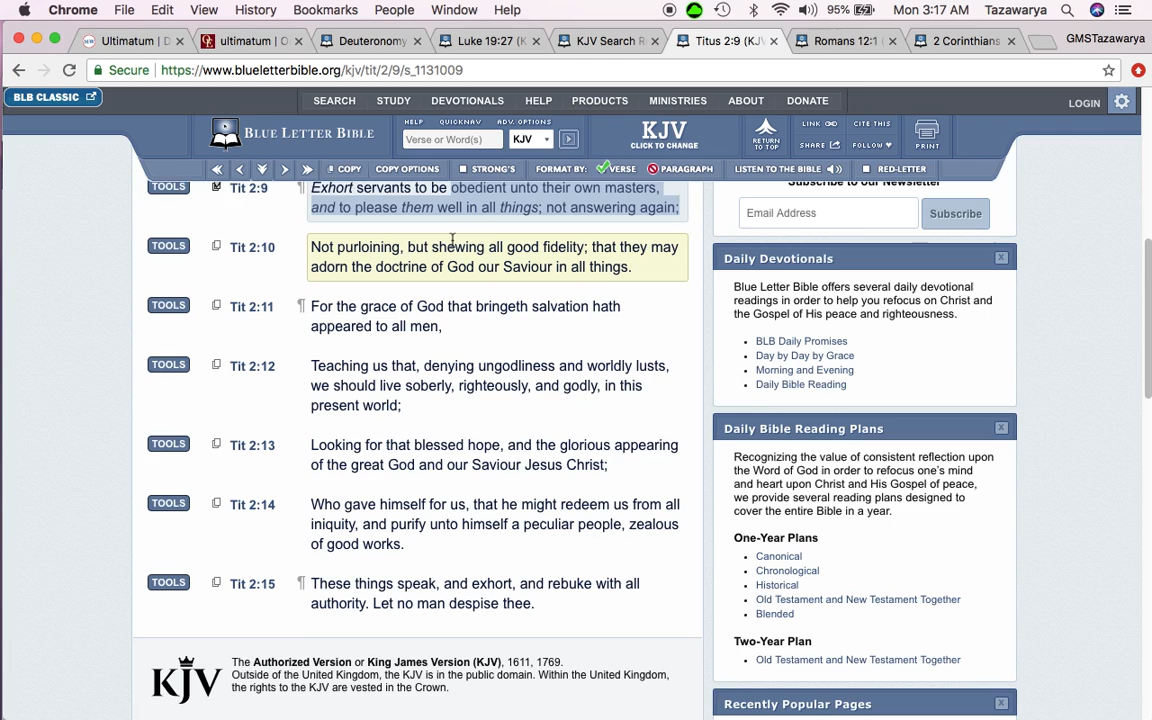 Chrome File Edit View History Bookmarks People Window Help 95% Mon 3:17 AM Tazawarya
Ultimatum | D ultimatum | O Deuteronomy Luke 19:27 (K KJV Search R Titus 2:9 (KJV Romans 12:1 ( 2 Corinthians GMSTazawarya
Secure https://www.blueletterbible.org/kjv/tit/2/9/s_1131009
BLB CLASSIC
SEARCH STUDY DEVOTIONALS HELP PRODUCTS MINISTRIES ABOUT DONATE LOGIN
BLUE LETTER BIBLE
HELP QUICKNAV ADV. OPTIONS
Verse or Word(s) KJV
KJV
CLICK TO CHANGE
RETURN
TO TOP
LINK CITE THIS
SHARE FOLLOW
PRINT
COPY COPY OPTIONS STRONG'S FORMAT BY: VERSE PARAGRAPH LISTEN TO THE BIBLE RED-LETTER
TOOLS Tit 2:9 ¶ Exhort servants to be obedient unto their own masters,
and to please them well in all things; not answering again;
TOOLS Tit 2:10 Not purloining, but shewing all good fidelity; that they may
adorn the doctrine of God our Saviour in all things.
TOOLS Tit 2:11 ¶ For the grace of God that bringeth salvation hath
appeared to all men,
TOOLS Tit 2:12 Teaching us that, denying ungodliness and worldly lusts,
we should live soberly, righteously, and godly, in this
present world;
TOOLS Tit 2:13 Looking for that blessed hope, and the glorious appearing
of the great God and our Saviour Jesus Christ;
TOOLS Tit 2:14 Who gave himself for us, that he might redeem us from all
iniquity, and purify unto himself a peculiar people, zealous
of good works.
TOOLS Tit 2:15 ¶ These things speak, and exhort, and rebuke with all
authority. Let no man despise thee.
KJV
The Authorized Version or King James Version (KJV), 1611, 1769.
Outside of the United Kingdom, the KJV is in the public domain. Within the United Kingdom,
the rights to the KJV are vested in the Crown.
Subscribe to our Newsletter
Email Address Subscribe
Daily Devotionals
Blue Letter Bible offers several daily devotional
readings in order to help you refocus on Christ and
the Gospel of His peace and righteousness.
BLB Daily Promises
Day by Day by Grace
Morning and Evening
Daily Bible Reading
Daily Bible Reading Plans
Recognizing the value of consistent reflection upon
the Word of God in order to refocus one's mind
and heart upon Christ and His Gospel of peace,
we provide several reading plans designed to
cover the entire Bible in a year.
One-Year Plans
Canonical
Chronological
Historical
Old Testament and New Testament Together
Blended
Two-Year Plan
Old Testament and New Testament Together
Recently Popular Pages